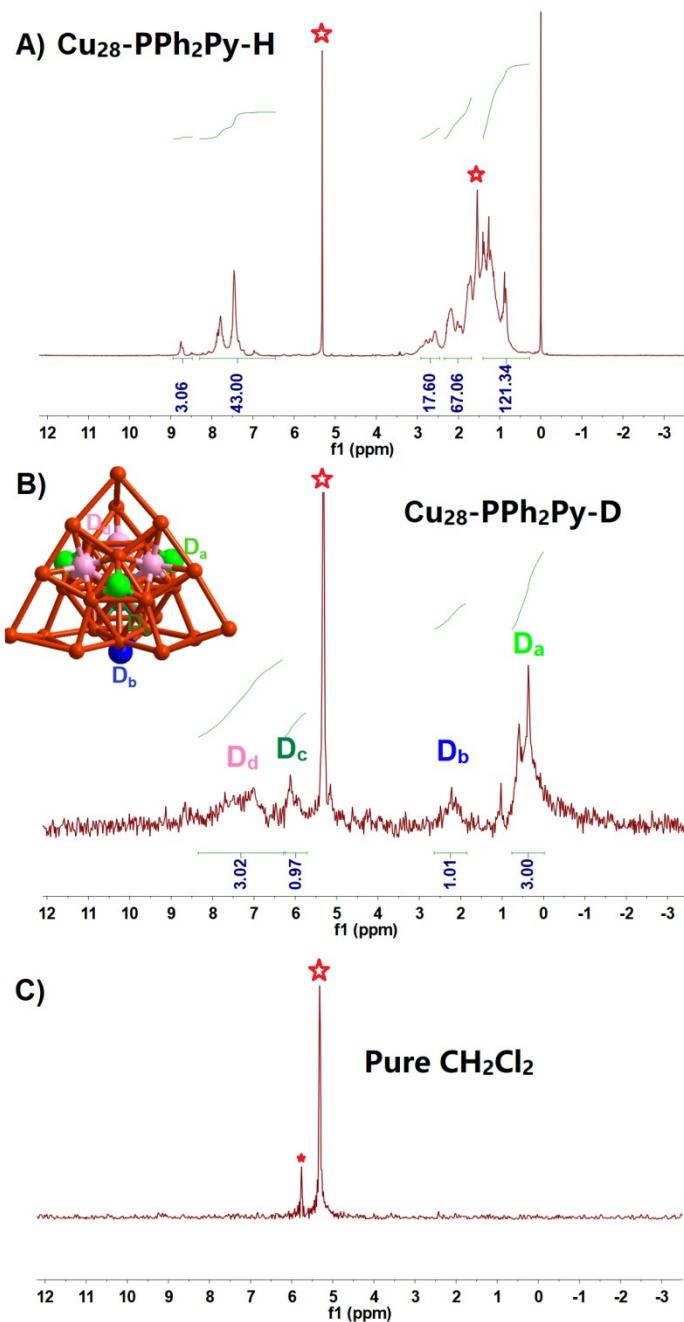 A) Cu₂₈-PPh₂Py-H
3.06
43.00
17.60
67.06
121.34
12 11 10 9 8 7 6 5 4 3 2 1 0 -1 -2 -3
f1 (ppm)
B)
Cu₂₈-PPh₂Py-D
Dd
Da
Db
Dd
Dc
Db
Da
3.02
0.97
1.01
3.00
12 11 10 9 8 7 6 5 4 3 2 1 0 -1 -2 -3
f1 (ppm)
C)
Pure CH₂Cl₂
12 11 10 9 8 7 6 5 4 3 2 1 0 -1 -2 -3
f1 (ppm)